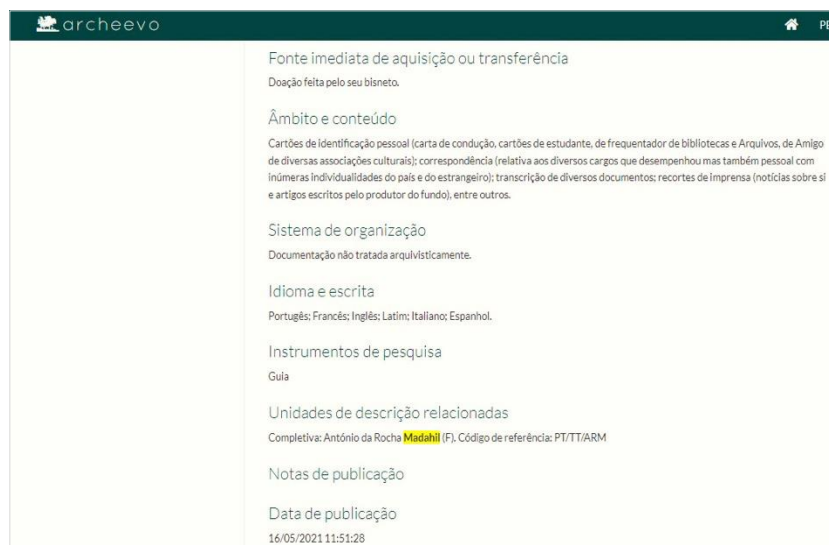 archeevo
PE
Fonte imediata de aquisição ou transferência
Doação feita pelo seu bisneto.
Âmbito e conteúdo
Cartões de identificação pessoal (carta de condução, cartões de estudante, de frequentador de bibliotecas e Arquivos, de Amigo
de diversas associações culturais); correspondência (relativa aos diversos cargos que desempenhou mas também pessoal com
inúmeras individualidades do país e do estrangeiro); transcrição de diversos documentos; recortes de imprensa (notícias sobre si
e artigos escritos pelo produtor do fundo), entre outros.
Sistema de organização
Documentação não tratada arquivisticamente.
Idioma e escrita
Portugês; Francês; Inglês; Latim; Italiano; Espanhol.
Instrumentos de pesquisa
Guia
Unidades de descrição relacionadas
Completiva: António da Rocha Madahil (F). Código de referência: PT/TT/ARM
Notas de publicação
Data de publicação
16/05/2021 11:51:28